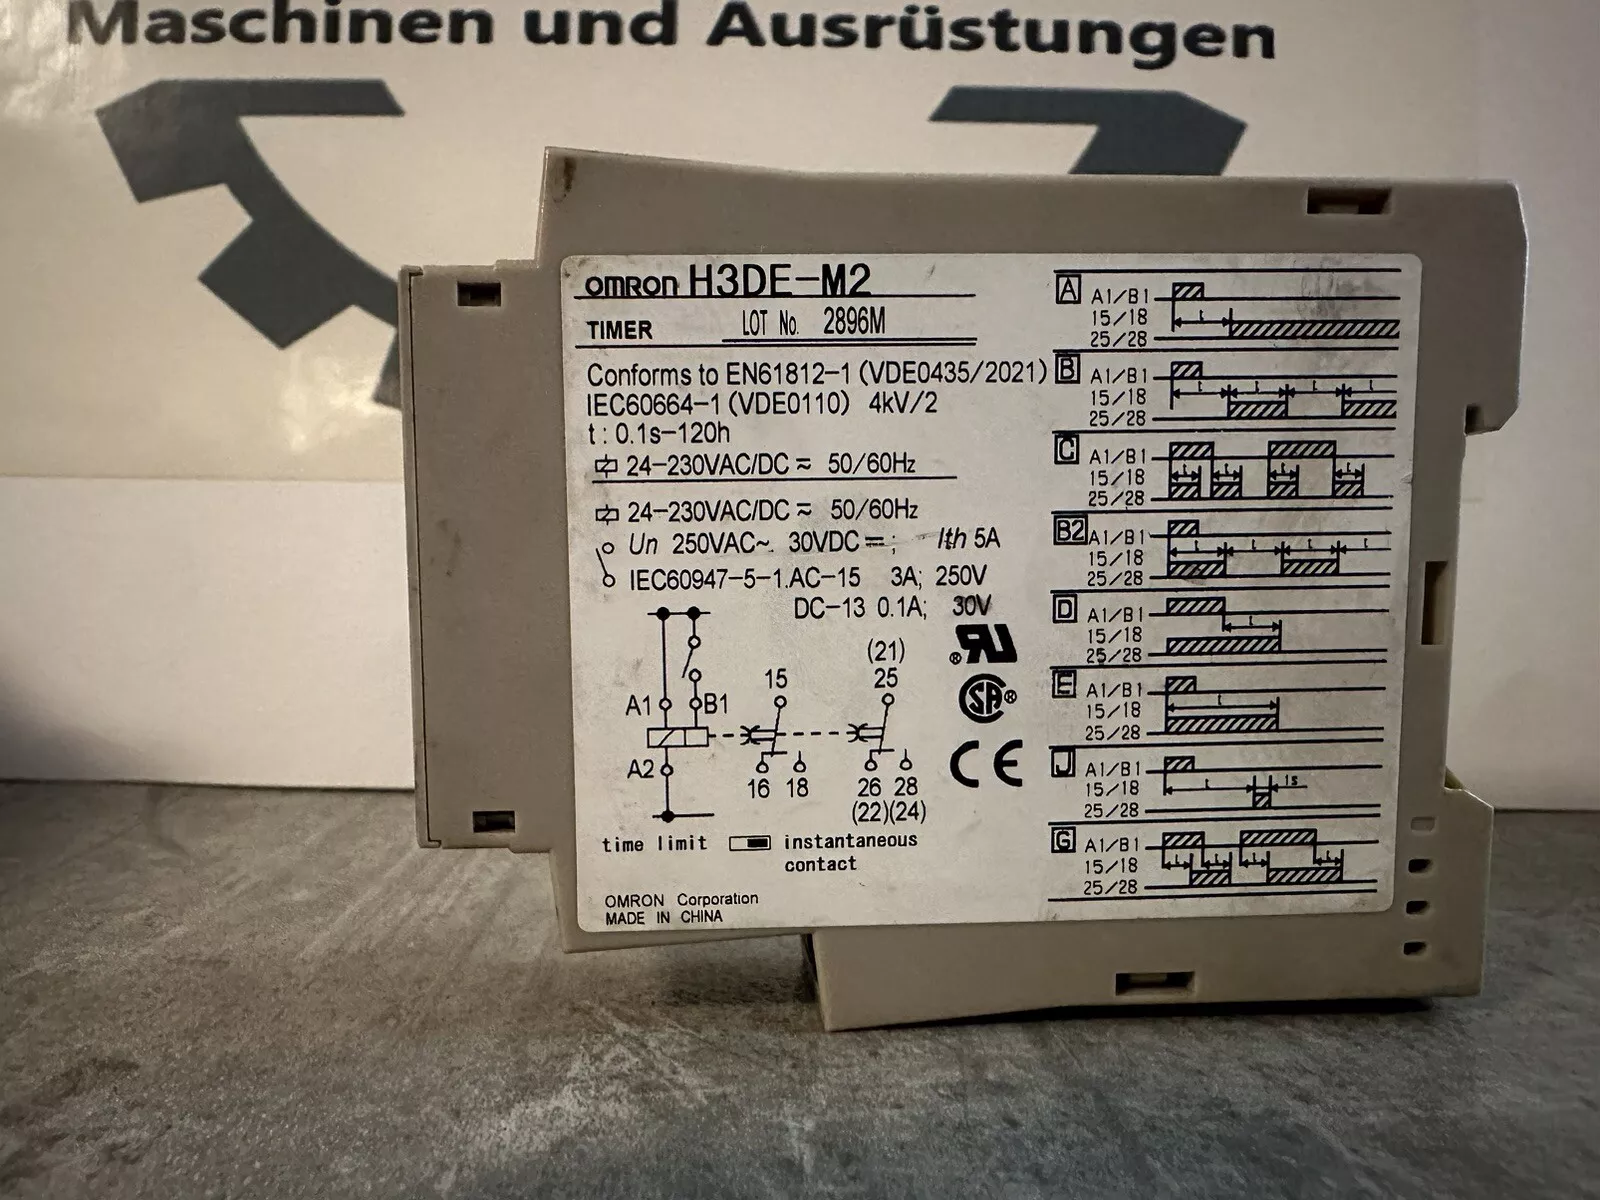 Maschinen und Ausrüstungen
OMRON H3DE-M2
TIMER LOT No. 2896M
Conforms to EN61812-1 (VDE0435/2021)
IEC60664-1 (VDE0110) 4kV/2
t: 0.1s-120h
24-230VAC/DC ≂ 50/60Hz
24-230VAC/DC ≂ 50/60Hz
Un 250VAC~. 30VDC⎓; Ith 5A
IEC60947-5-1.AC-15 3A; 250V
DC-13 0.1A; 30V
(21)
15 25
A1 B1
A2
16 18 26 28
(22)(24)
time limit instantaneous
contact
OMRON Corporation
MADE IN CHINA
RU ®
SA ®
CE
A A1/B1
15/18 t
25/28
B A1/B1
15/18 t t t
25/28
C A1/B1
15/18 t t t t
25/28
B2 A1/B1
15/18 t t t t
25/28
D A1/B1
15/18 t
25/28
E A1/B1
15/18 t
25/28
J A1/B1
15/18 t 1s
25/28
G A1/B1
15/18 t t t t
25/28